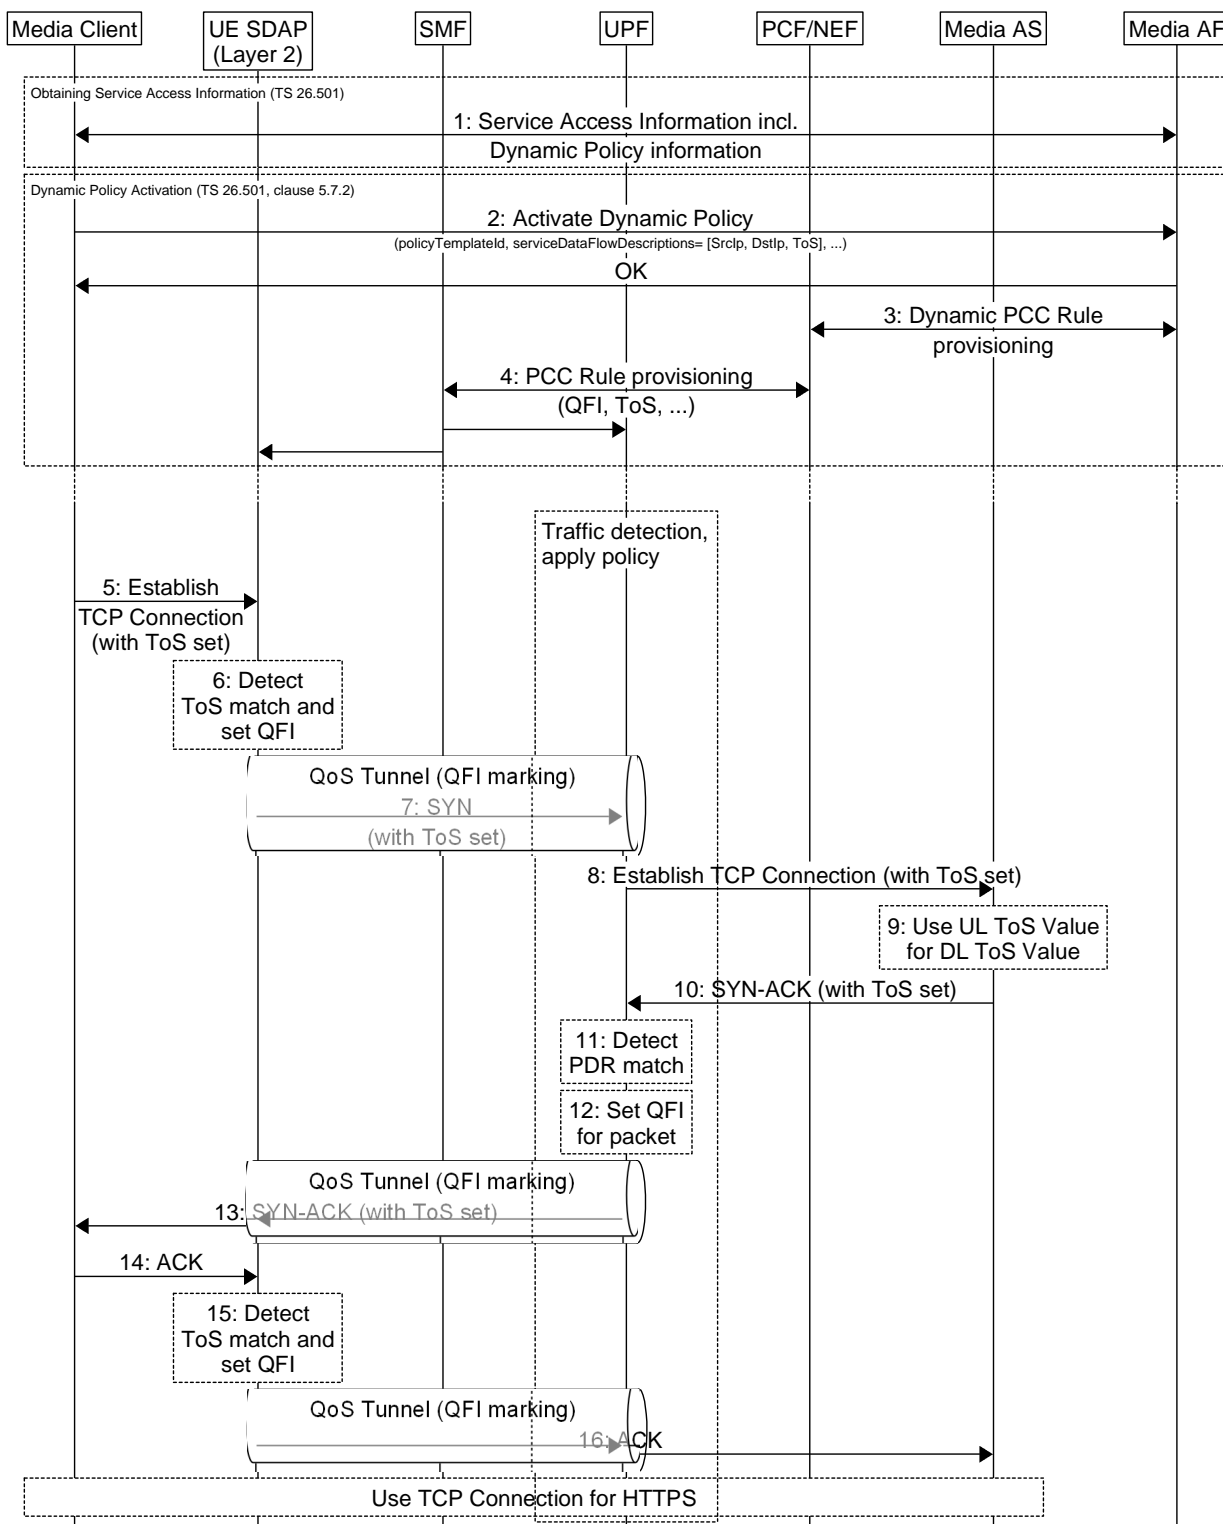 Media Client
UE SDAP
(Layer 2)
SMF
UPF
PCF/NEF
Media AS
Media AF
Obtaining Service Access Information (TS 26.501)
1: Service Access Information incl.
Dynamic Policy information
Dynamic Policy Activation (TS 26.501, clause 5.7.2)
2: Activate Dynamic Policy
(policyTemplateId, serviceDataFlowDescriptions= [SrcIp, DstIp, ToS], ...)
OK
3: Dynamic PCC Rule
provisioning
4: PCC Rule provisioning
(QFI, ToS, ...)
Traffic detection,
apply policy
5: Establish
TCP Connection
(with ToS set)
6: Detect
ToS match and
set QFI
QoS Tunnel (QFI marking)
7: SYN
(with ToS set)
8: Establish TCP Connection (with ToS set)
9: Use UL ToS Value
for DL ToS Value
10: SYN-ACK (with ToS set)
11: Detect
PDR match
12: Set QFI
for packet
QoS Tunnel (QFI marking)
13: SYN-ACK (with ToS set)
14: ACK
15: Detect
ToS match and
set QFI
QoS Tunnel (QFI marking)
16: ACK
Use TCP Connection for HTTPS